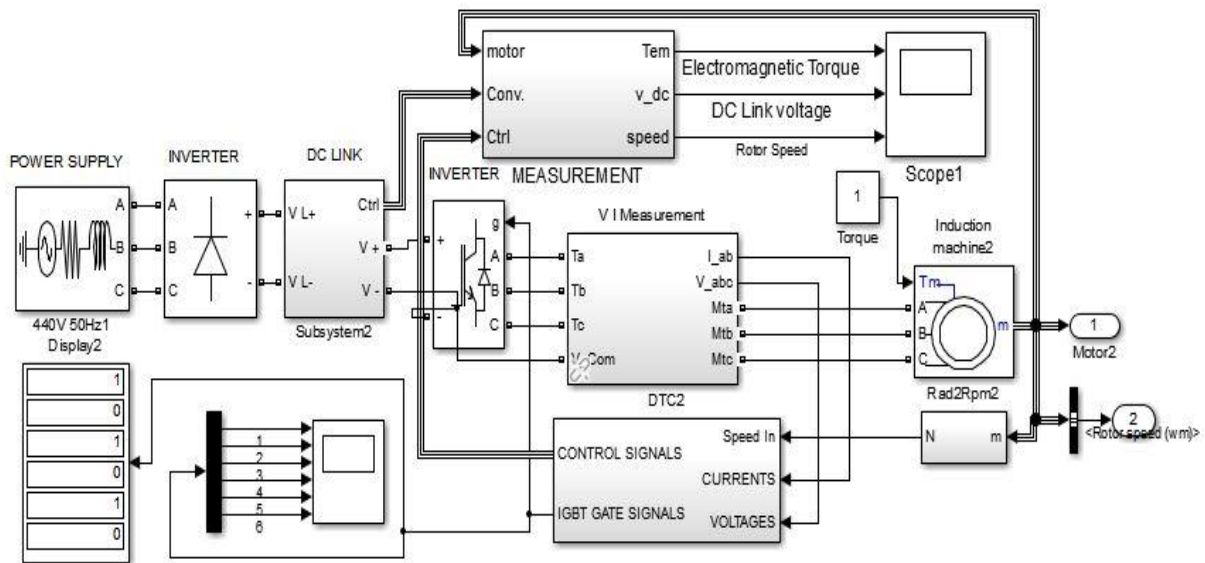 motor
Conv.
Ctrl
Tem
v_dc
speed
Electromagnetic Torque
DC Link voltage
Rotor Speed
Scope1
MEASUREMENT
POWER SUPPLY
A
B
C
440V 50Hz1
INVERTER
A
B
C
+
-
DC LINK
V L+
V L-
Ctrl
V +
V -
Subsystem2
INVERTER
+
-
g
A
B
C
V I Measurement
Ta
Tb
Tc
V_Com
I_ab
V_abc
Mta
Mtb
Mtc
1
Torque
Induction
machine2
Tm
A
B
C
m
1
Motor2
Display2
1
0
1
0
1
0
1
2
3
4
5
6
DTC2
CONTROL SIGNALS
IGBT GATE SIGNALS
Speed In
CURRENTS
VOLTAGES
Rad2Rpm2
N
m
2
<Rotor speed (wm)>